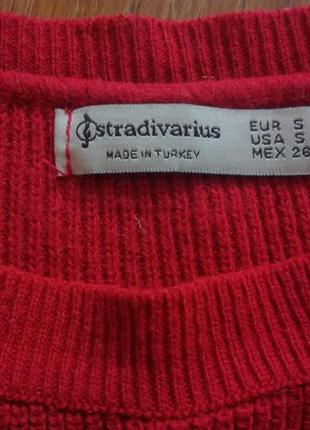 stradivarius
MADE IN TURKEY
EUR S
USA S
MEX 26